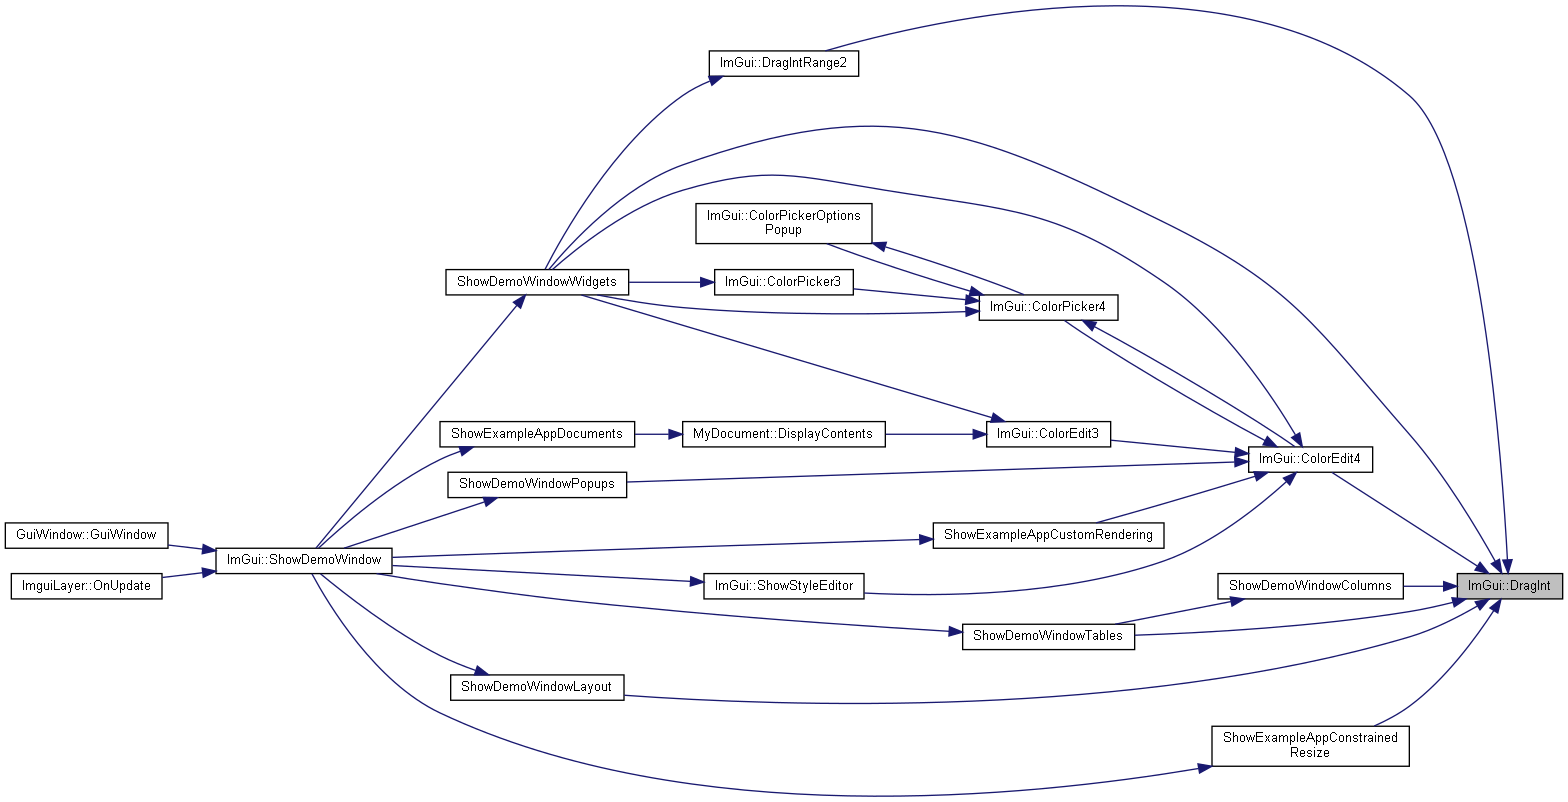 ImGui::DragIntRange2
ImGui::ColorPickerOptions
Popup
ShowDemoWindowWidgets
ImGui::ColorPicker3
ImGui::ColorPicker4
ShowExampleAppDocuments
MyDocument::DisplayContents
ImGui::ColorEdit3
ImGui::ColorEdit4
ShowDemoWindowPopups
GuiWindow::GuiWindow
ShowExampleAppCustomRendering
ImGui::ShowDemoWindow
ImguiLayer::OnUpdate
ImGui::ShowStyleEditor
ShowDemoWindowColumns
ImGui::DragInt
ShowDemoWindowTables
ShowDemoWindowLayout
ShowExampleAppConstrained
Resize